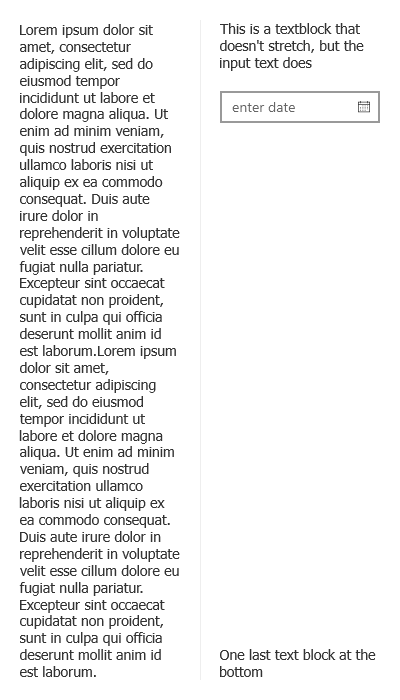 Lorem ipsum dolor sit
amet, consectetur
adipiscing elit, sed do
eiusmod tempor
incididunt ut labore et
dolore magna aliqua. Ut
enim ad minim veniam,
quis nostrud exercitation
ullamco laboris nisi ut
aliquip ex ea commodo
consequat. Duis aute
irure dolor in
reprehenderit in voluptate
velit esse cillum dolore eu
fugiat nulla pariatur.
Excepteur sint occaecat
cupidatat non proident,
sunt in culpa qui officia
deserunt mollit anim id
est laborum.Lorem ipsum
dolor sit amet,
consectetur adipiscing
elit, sed do eiusmod
tempor incididunt ut
labore et dolore magna
aliqua. Ut enim ad minim
veniam, quis nostrud
exercitation ullamco
laboris nisi ut aliquip ex
ea commodo consequat.
Duis aute irure dolor in
reprehenderit in voluptate
velit esse cillum dolore eu
fugiat nulla pariatur.
Excepteur sint occaecat
cupidatat non proident,
sunt in culpa qui officia
deserunt mollit anim id
est laborum.
This is a textblock that
doesn't stretch, but the
input text does
enter date
One last text block at the
bottom